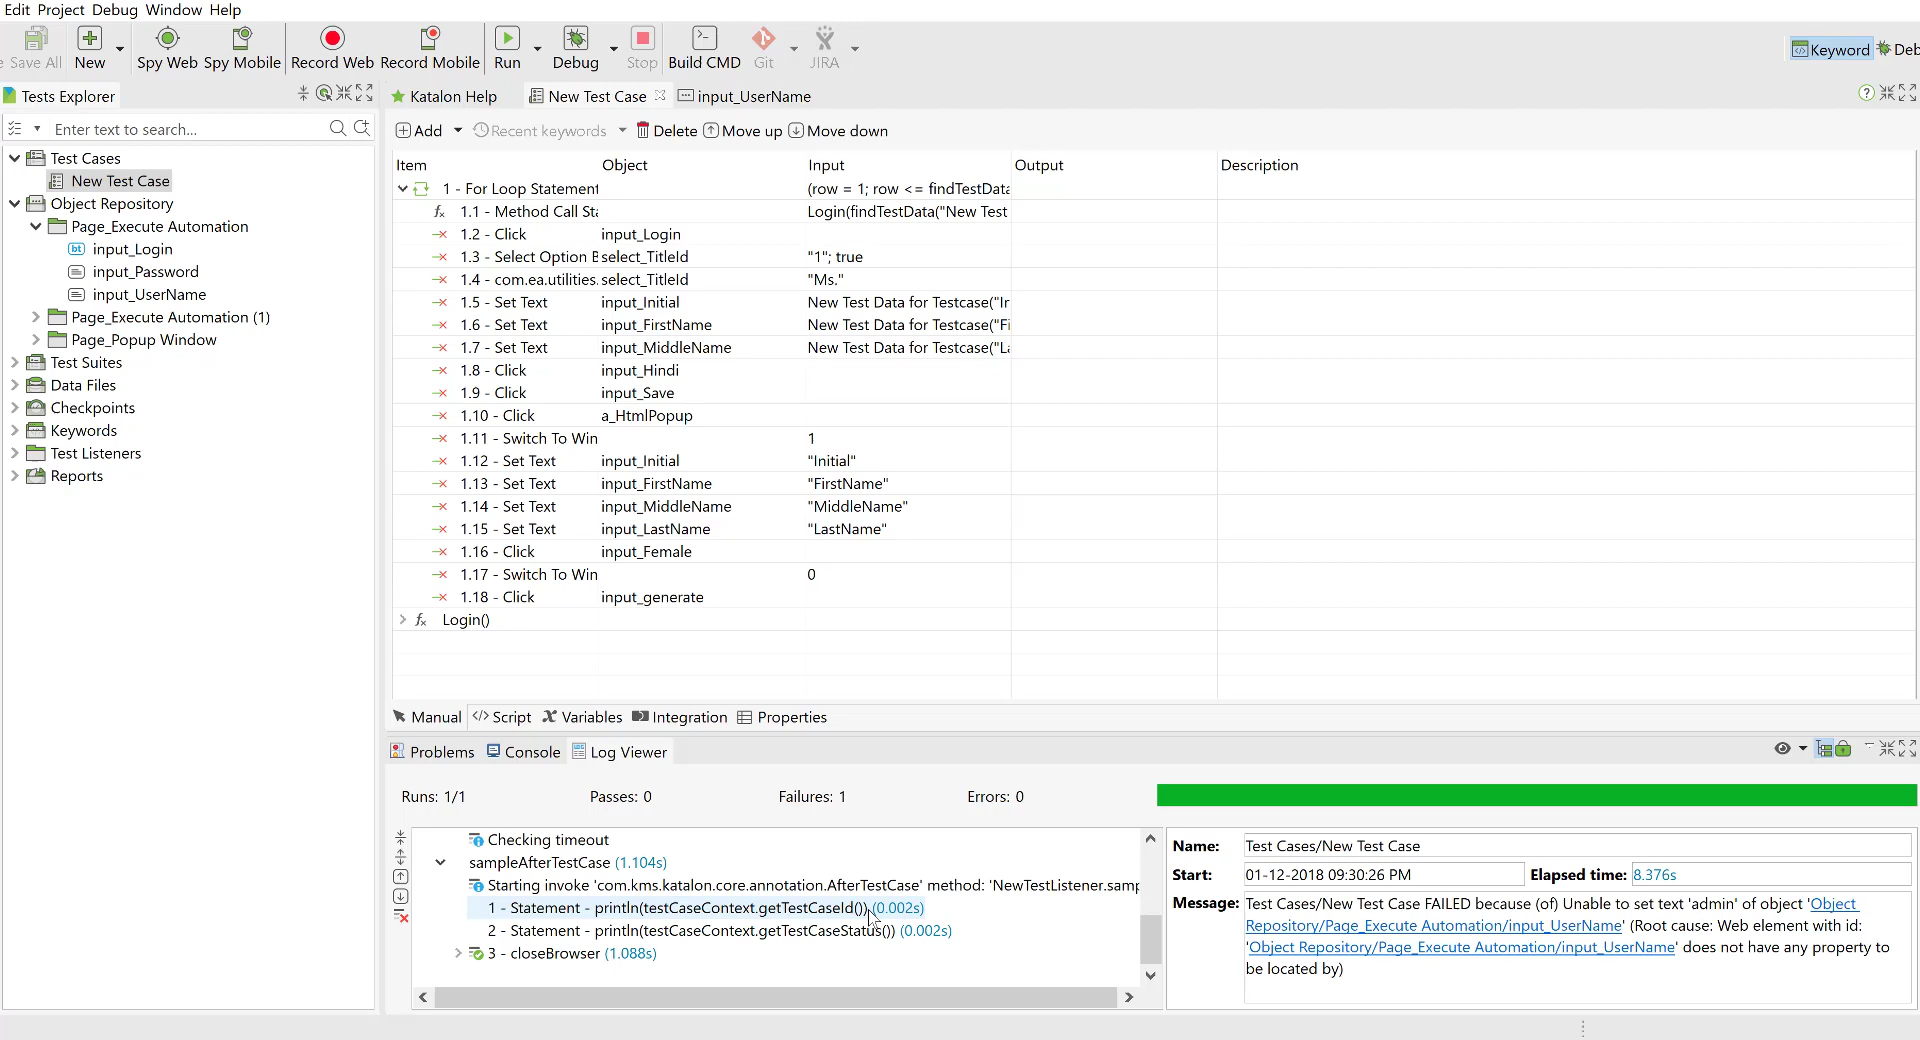 Edit Project Debug Window Help
Save All New Spy Web Spy Mobile Record Web Record Mobile Run Debug Stop Build CMD Git JIRA Keyword Deb
Tests Explorer
Enter text to search...
Test Cases
New Test Case
Object Repository
Page_Execute Automation
bt input_Login
input_Password
input_UserName
Page_Execute Automation (1)
Page_Popup Window
Test Suites
Data Files
Checkpoints
Keywords
Test Listeners
Reports
Katalon Help New Test Case input_UserName
Add Recent keywords Delete Move up Move down
Item Object Input Output Description
1 - For Loop Statement (row = 1; row <= findTestData
fx 1.1 - Method Call Sta Login(findTestData("New Test
1.2 - Click input_Login
1.3 - Select Option B select_TitleId "1"; true
1.4 - com.ea.utilities. select_TitleId "Ms."
1.5 - Set Text input_Initial New Test Data for Testcase("In
1.6 - Set Text input_FirstName New Test Data for Testcase("Fi
1.7 - Set Text input_MiddleName New Test Data for Testcase("La
1.8 - Click input_Hindi
1.9 - Click input_Save
1.10 - Click a_HtmlPopup
1.11 - Switch To Win 1
1.12 - Set Text input_Initial "Initial"
1.13 - Set Text input_FirstName "FirstName"
1.14 - Set Text input_MiddleName "MiddleName"
1.15 - Set Text input_LastName "LastName"
1.16 - Click input_Female
1.17 - Switch To Win 0
1.18 - Click input_generate
fx Login()
Manual Script Variables Integration Properties
Problems Console Log Viewer
Runs: 1/1 Passes: 0 Failures: 1 Errors: 0
Checking timeout
sampleAfterTestCase (1.104s)
Starting invoke 'com.kms.katalon.core.annotation.AfterTestCase' method: 'NewTestListener.samp
1 - Statement - println(testCaseContext.getTestCaseId()) (0.002s)
2 - Statement - println(testCaseContext.getTestCaseStatus()) (0.002s)
3 - closeBrowser (1.088s)
Name: Test Cases/New Test Case
Start: 01-12-2018 09:30:26 PM Elapsed time: 8.376s
Message: Test Cases/New Test Case FAILED because (of) Unable to set text 'admin' of object 'Object
Repository/Page_Execute Automation/input_UserName' (Root cause: Web element with id:
'Object Repository/Page_Execute Automation/input_UserName' does not have any property to
be located by)